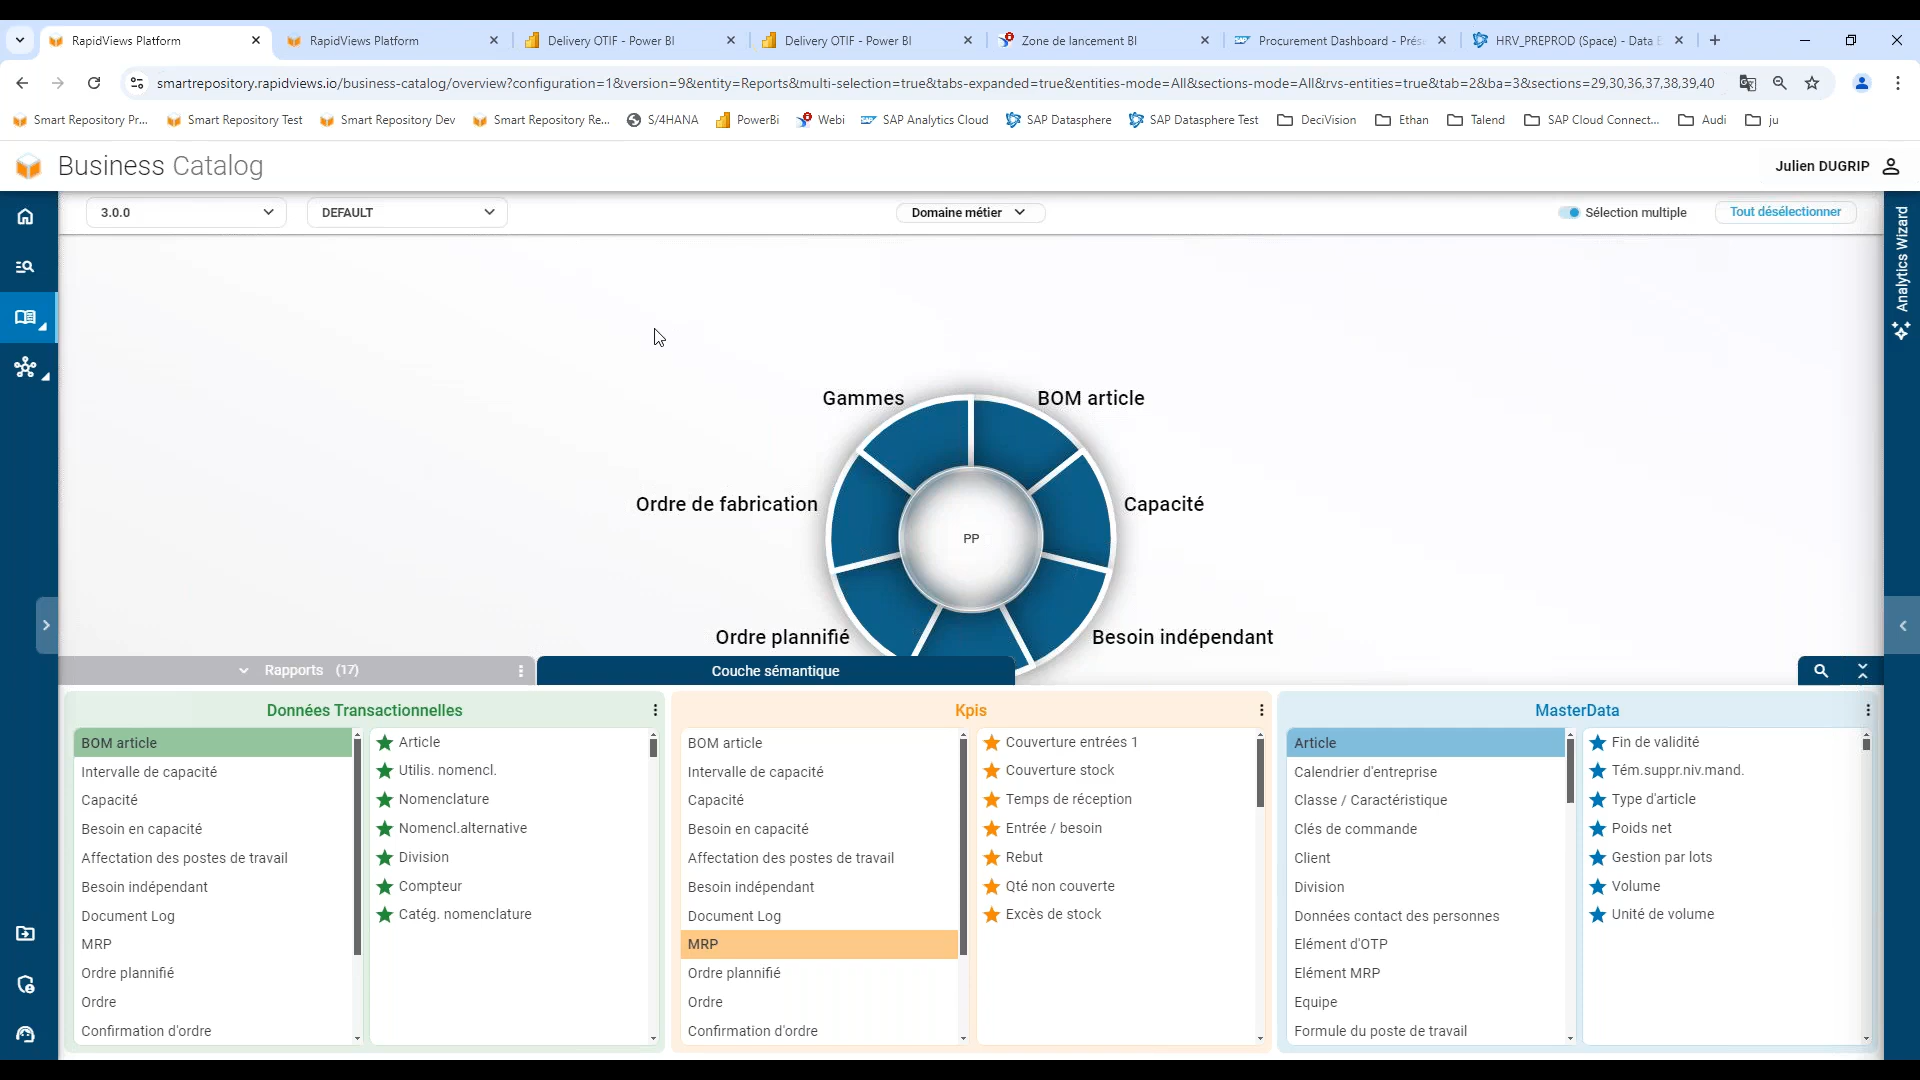 RapidViews Platform
RapidViews Platform
Delivery OTIF - Power BI
Delivery OTIF - Power BI
Zone de lancement BI
Procurement Dashboard - Prés
HRV_PREPROD (Space) - Data
smartrepository.rapidviews.io/business-catalog/overview?configuration=1&version=9&entity=Reports&multi-selection=true&tabs-expanded=true&entities-mode=All&sections-mode=All&rvs-entities=true&tab=2&ba=3&sections=29,30,36,37,38,39,40
Smart Repository Pr...
Smart Repository Test
Smart Repository Dev
Smart Repository Re...
S/4HANA
PowerBi
Webi
SAP Analytics Cloud
SAP Datasphere
SAP Datasphere Test
DeciVision
Ethan
Talend
SAP Cloud Connect...
Audi
ju
Business Catalog
Julien DUGRIP
3.0.0
DEFAULT
Domaine métier
Sélection multiple
Tout désélectionner
Analytics Wizard
Gammes
BOM article
Ordre de fabrication
Capacité
PP
Ordre plannifié
Besoin indépendant
Rapports (17)
Couche sémantique
Données Transactionnelles
BOM article
Intervalle de capacité
Capacité
Besoin en capacité
Affectation des postes de travail
Besoin indépendant
Document Log
MRP
Ordre plannifié
Ordre
Confirmation d'ordre
Article
Utilis. nomencl.
Nomenclature
Nomencl.alternative
Division
Compteur
Catég. nomenclature
Kpis
BOM article
Intervalle de capacité
Capacité
Besoin en capacité
Affectation des postes de travail
Besoin indépendant
Document Log
MRP
Ordre plannifié
Ordre
Confirmation d'ordre
Couverture entrées 1
Couverture stock
Temps de réception
Entrée / besoin
Rebut
Qté non couverte
Excès de stock
MasterData
Article
Calendrier d'entreprise
Classe / Caractéristique
Clés de commande
Client
Division
Données contact des personnes
Elément d'OTP
Elément MRP
Equipe
Formule du poste de travail
Fin de validité
Tém.suppr.niv.mand.
Type d'article
Poids net
Gestion par lots
Volume
Unité de volume